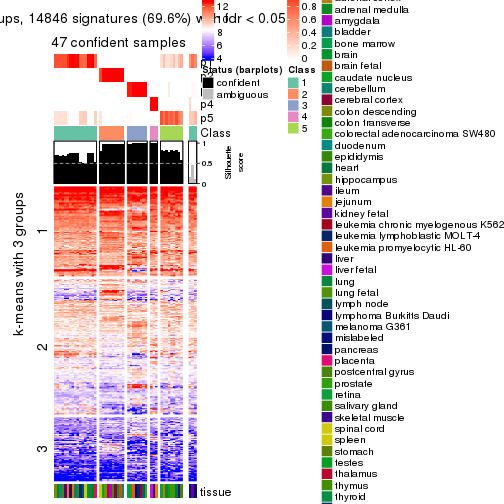 ups, 14846 signatures (69.6%) with fdr < 0.05
47 confident samples
p4
p5
Class
1
0.5
0
Silhouette
score
k-means with 3 groups
1
2
3
tissue
12
10
8
6
4
0.8
0.6
0.4
0.2
0
Status (barplots)
confident
ambiguous
Class
1
2
3
4
5
adrenal medulla
amygdala
bladder
bone marrow
brain
brain fetal
caudate nucleus
cerebellum
cerebral cortex
colon descending
colon transverse
colorectal adenocarcinoma SW480
duodenum
epididymis
heart
hippocampus
ileum
jejunum
kidney fetal
leukemia chronic myelogenous K562
leukemia lymphoblastic MOLT-4
leukemia promyelocytic HL-60
liver
liver fetal
lung
lung fetal
lymph node
lymphoma Burkitts Daudi
melanoma G361
mislabeled
pancreas
placenta
postcentral gyrus
prostate
retina
salivary gland
skeletal muscle
spinal cord
spleen
stomach
testes
thalamus
thymus
thyroid